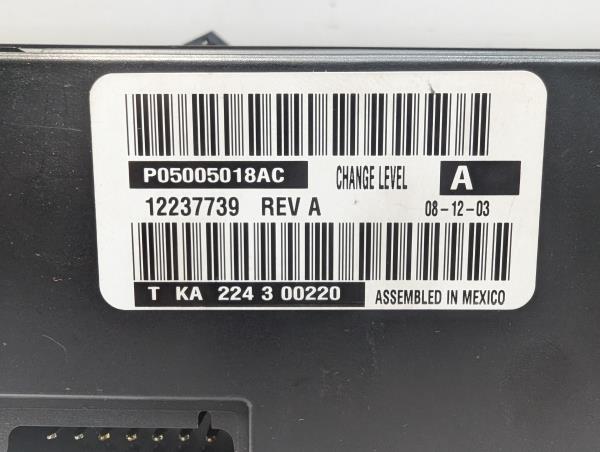 P05005018AC CHANGE LEVEL A
12237739 REV A 08-12-03
T KA 224 3 00220 ASSEMBLED IN MEXICO